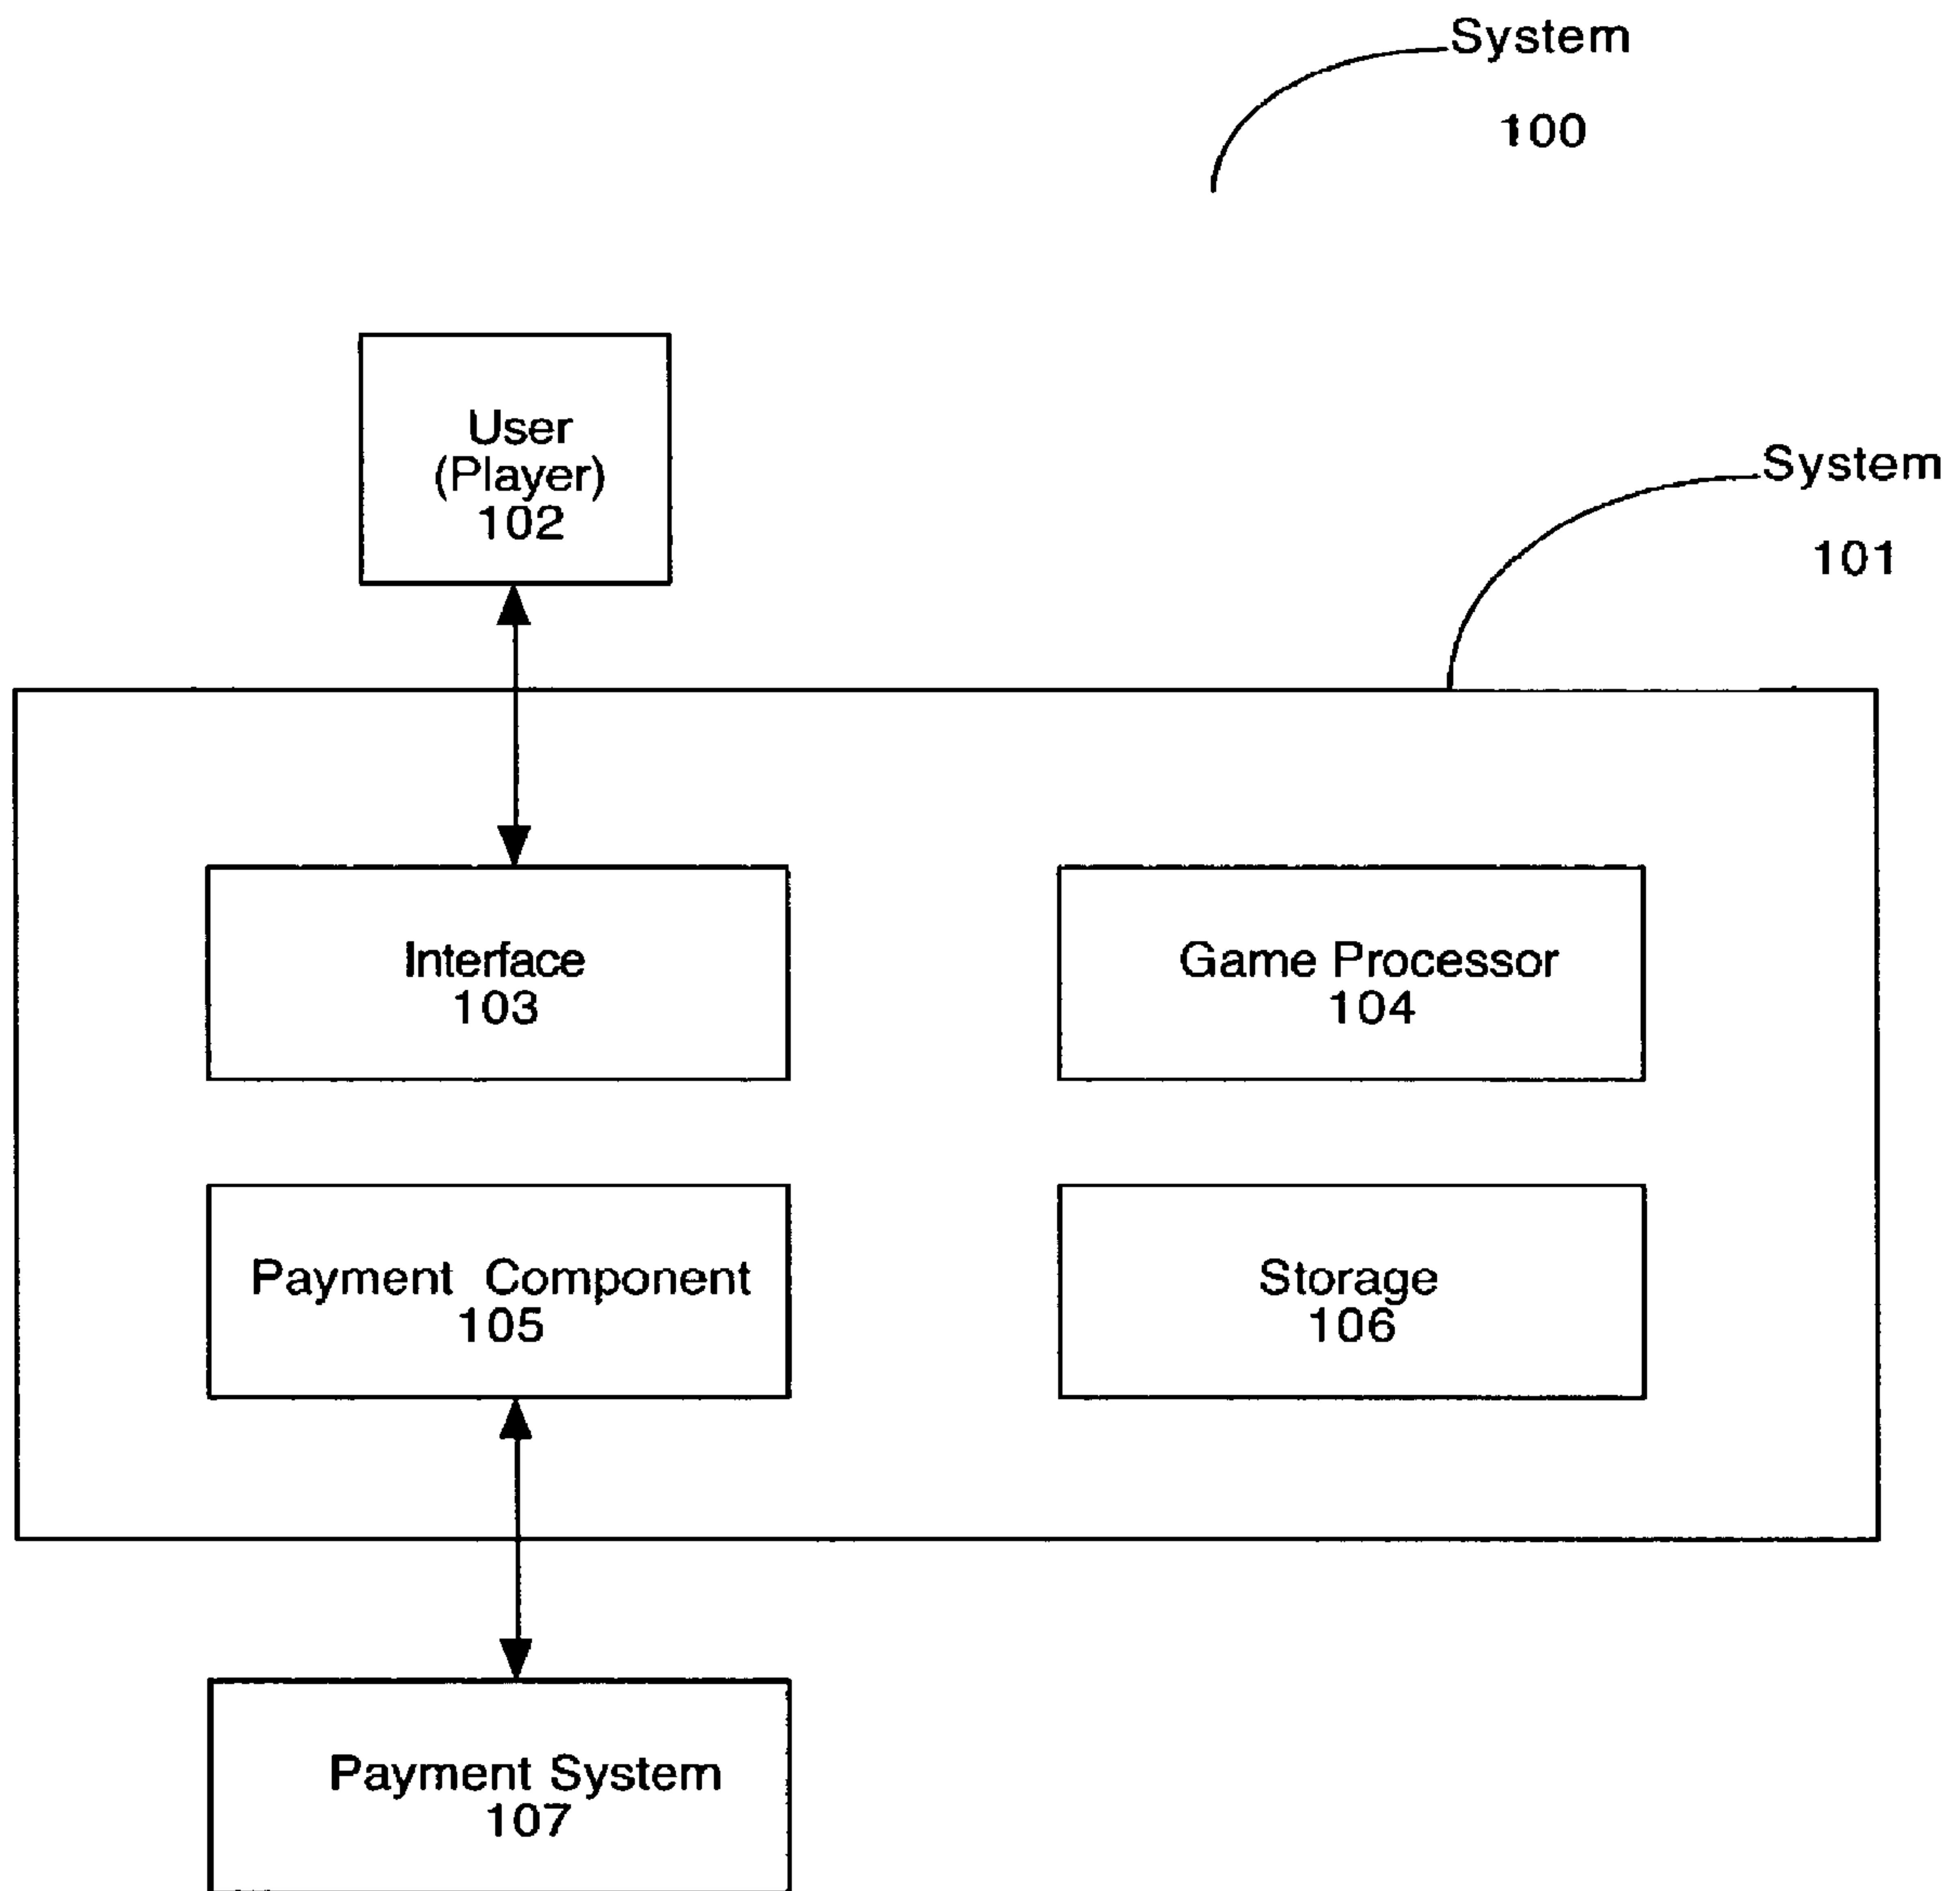 System
100
User
(Player)
102
System
101
Interface
103
Game Processor
104
Payment Component
105
Storage
106
Payment System
107